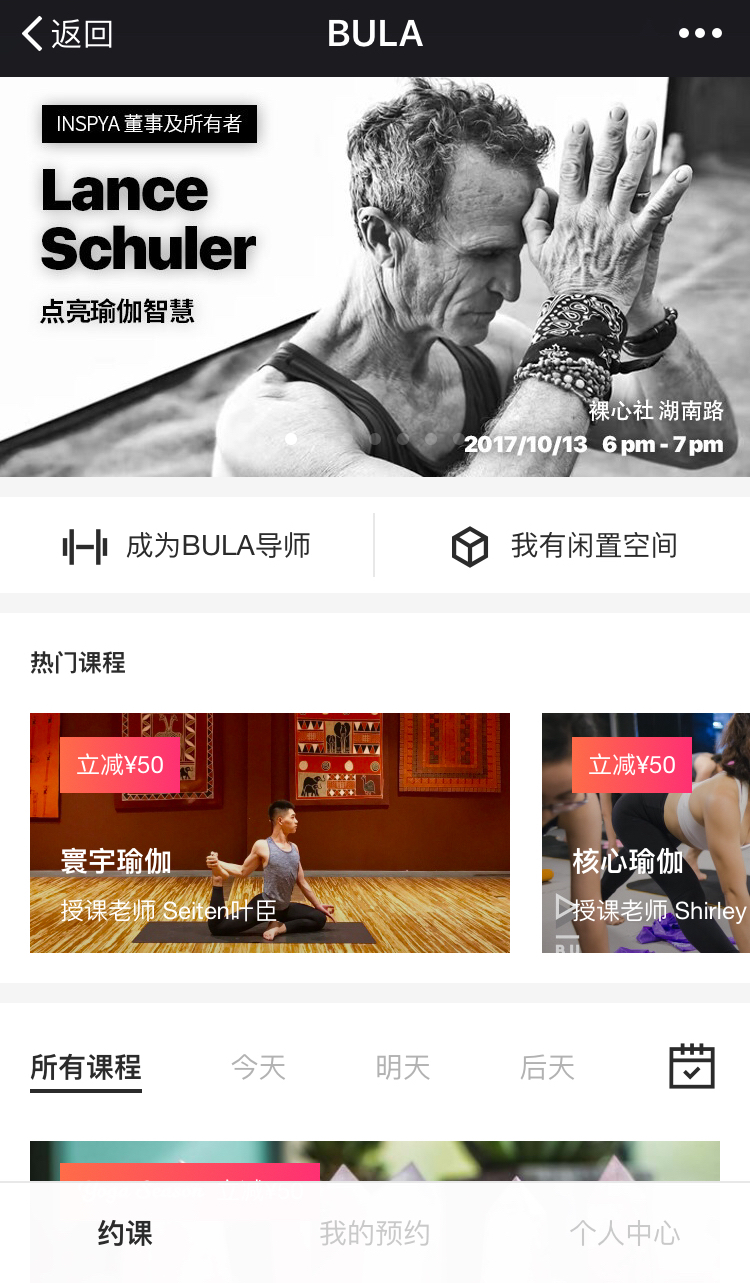 返回
BULA
INSPYA 董事及所有者
Lance
Schuler
点亮瑜伽智慧
裸心社 湖南路
2017/10/13 6 pm - 7 pm
成为BULA导师
我有闲置空间
热门课程
立减¥50
寰宇瑜伽
授课老师 Seiten叶臣
立减¥50
核心瑜伽
授课老师 Shirley
所有课程
今天
明天
后天
约课
我的预约
个人中心